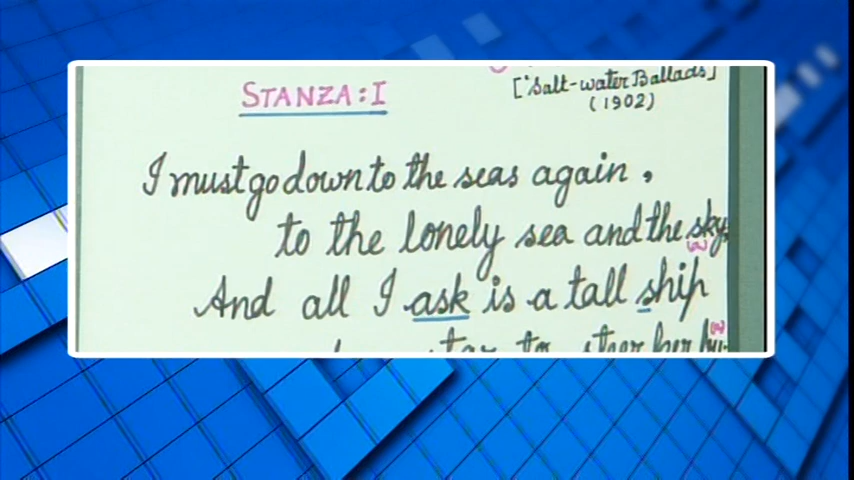 STANZA : I
['Salt-water Ballads]
(1902)
I must go down to the seas again,
to the lonely sea and the sky,
(a)
And all I ask is a tall ship
(a)